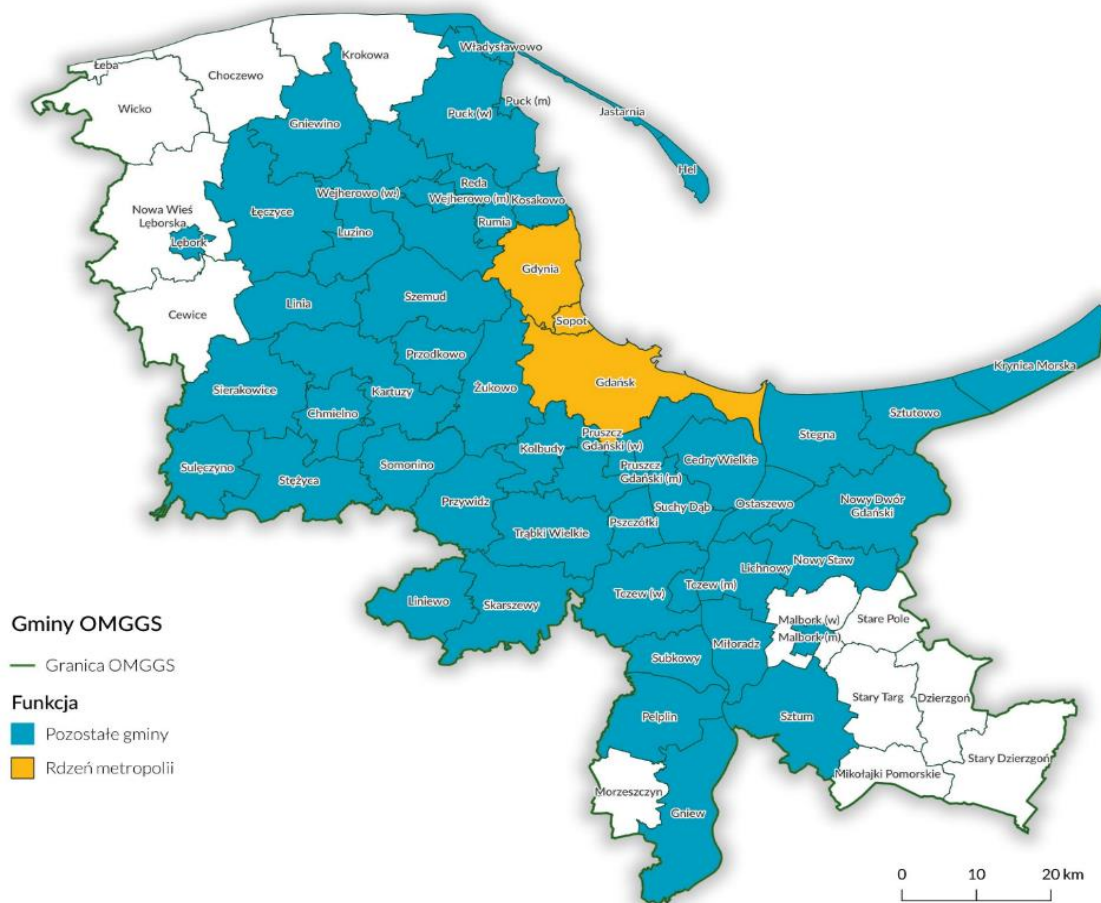 Krokowa
Władysławowo
Łeba
Choczewo
Wicko
Puck (m)
Puck (w)
Jastarnia
Gniewino
Hel
Reda
Wejherowo (w)
Wejherowo (m)
Kosakowo
Nowa Wieś
Lęborska
Łęczyce
Rumia
Luzino
Lębork
Gdynia
Szemud
Linia
Cewice
Sopot
Przodkowo
Krynica Morska
Gdańsk
Sierakowice
Kartuzy
Żukowo
Chmielno
Sztutowo
Stegna
Pruszcz
Gdański (w)
Kolbudy
Cedry Wielkie
Somonino
Pruszcz
Gdański (m)
Sulęczyno
Stężyca
Przywidz
Suchy Dąb
Ostaszewo
Nowy Dwór
Gdański
Pszczółki
Trąbki Wielkie
Nowy Staw
Lichnowy
Tczew (m)
Tczew (w)
Liniewo
Skarszewy
Malbork (w)
Stare Pole
Malbork (m)
Miłoradz
Subkowy
Stary Targ
Dzierzgoń
Pelplin
Sztum
Stary Dzierzgoń
Mikołajki Pomorskie
Morzeszczyn
Gniew
Gminy OMGGS
Granica OMGGS
Funkcja
Pozostałe gminy
Rdzeń metropolii
0 10 20 km